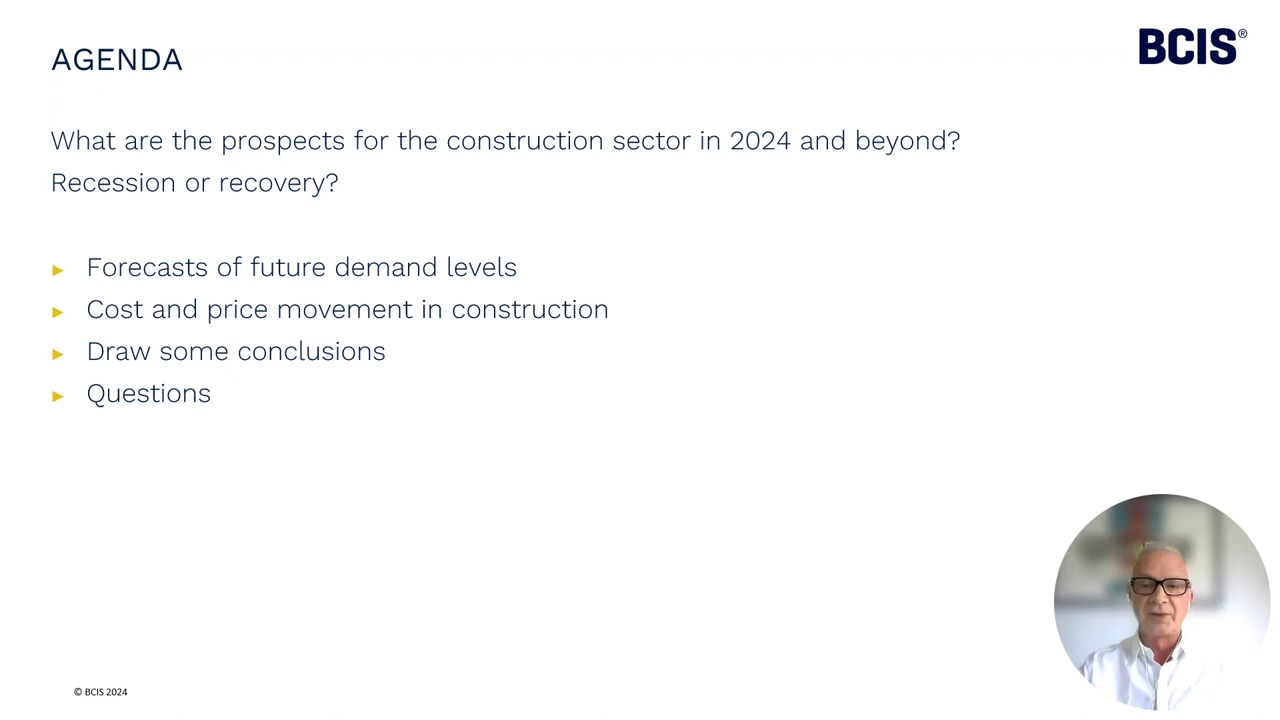 AGENDA
BCIS®
What are the prospects for the construction sector in 2024 and beyond?
Recession or recovery?
► Forecasts of future demand levels
► Cost and price movement in construction
► Draw some conclusions
► Questions
© BCIS 2024